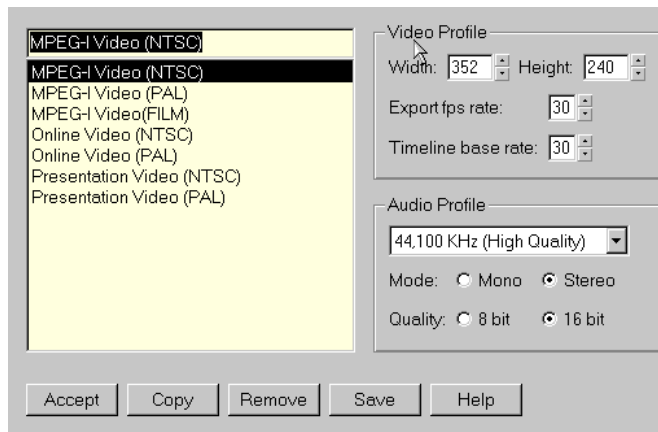 MPEG-I Video (NTSC)
MPEG-I Video (NTSC)
MPEG-I Video (PAL)
MPEG-I Video(FILM)
Online Video (NTSC)
Online Video (PAL)
Presentation Video (NTSC)
Presentation Video (PAL)
Video Profile
Width: 352 Height: 240
Export fps rate: 30
Timeline base rate: 30
Audio Profile
44,100 KHz (High Quality)
Mode: Mono Stereo
Quality: 8 bit 16 bit
Accept Copy Remove Save Help